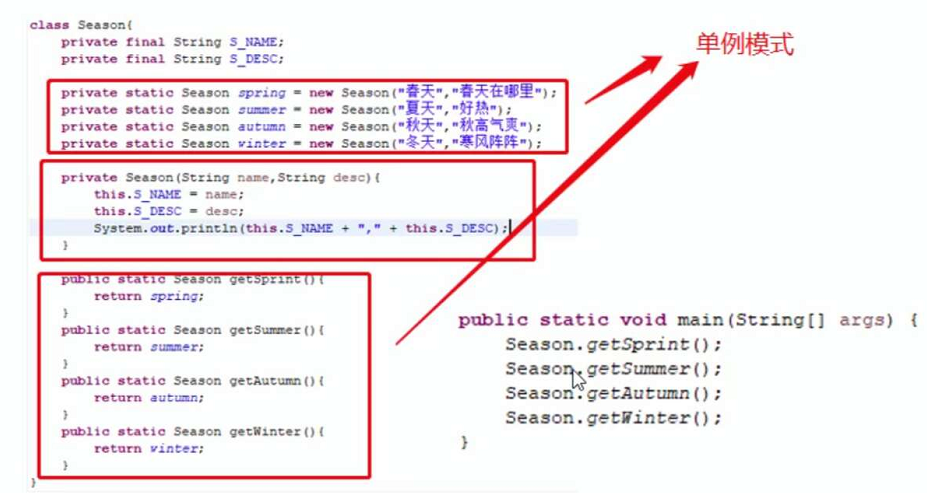 class Season{
private final String S_NAME;
private final String S_DESC;
private static Season spring = new Season("春天","春天在哪里");
private static Season summer = new Season("夏天","好热");
private static Season autumn = new Season("秋天","秋高气爽");
private static Season winter = new Season("冬天","寒风阵阵");
private Season(String name,String desc){
this.S_NAME = name;
this.S_DESC = desc;
System.out.println(this.S_NAME + "," + this.S_DESC);
}
public static Season getSprint(){
return spring;
}
public static Season getSummer(){
return summer;
}
public static Season getAutumn(){
return autumn;
}
public static Season getWinter(){
return winter;
}
}
单例模式
public static void main(String[] args) {
Season.getSprint();
Season.getSummer();
Season.getAutumn();
Season.getWinter();
}